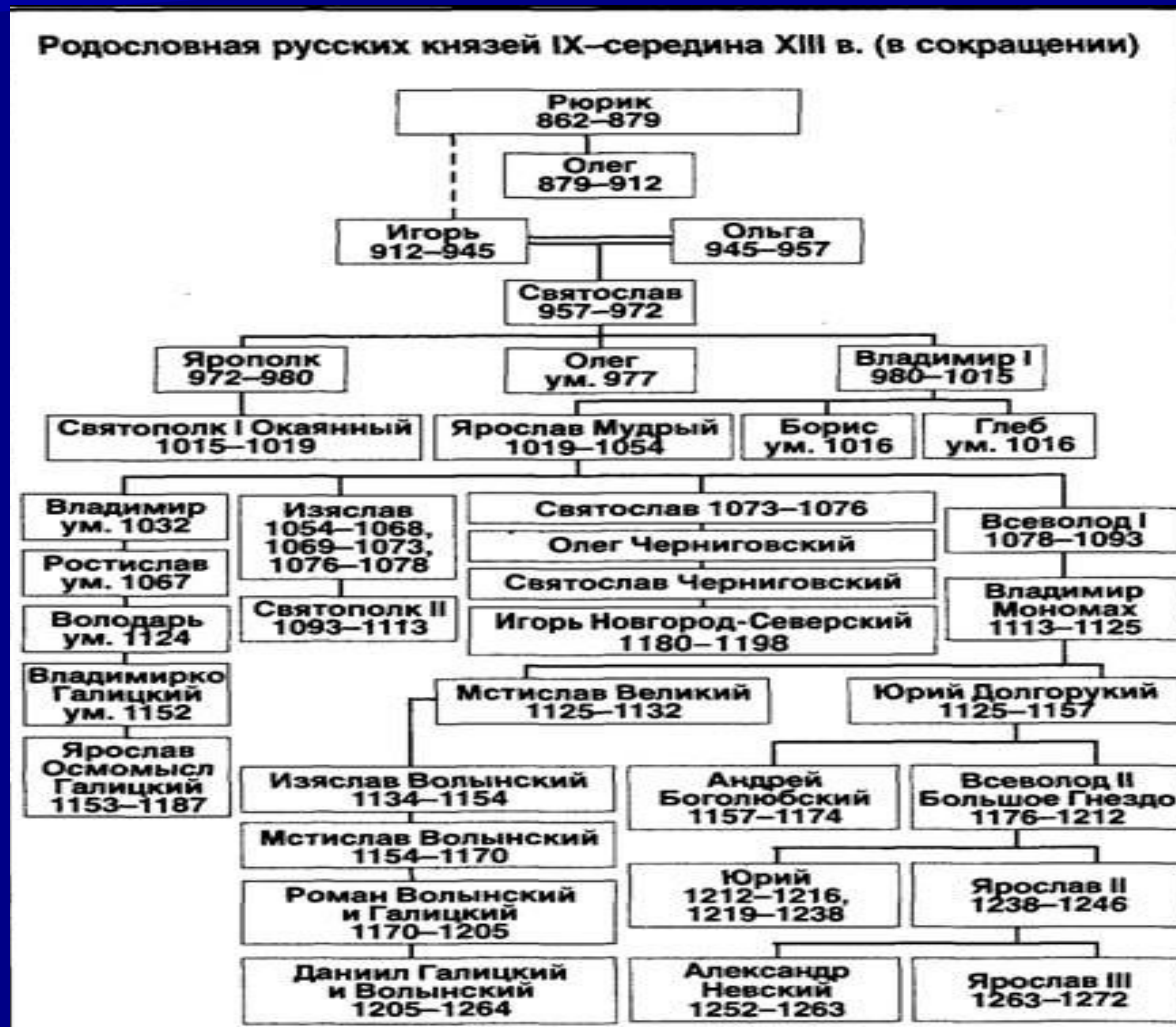 Родословная русских князей IX–середина XIII в. (в сокращении)
Рюрик
862–879
Олег
879–912
Игорь
912–945
Ольга
945–957
Святослав
957–972
Ярополк
972–980
Олег
ум. 977
Владимир I
980–1015
Святополк I Окаянный
1015–1019
Ярослав Мудрый
1019–1054
Борис
ум. 1016
Глеб
ум. 1016
Владимир
ум. 1032
Ростислав
ум. 1067
Володарь
ум. 1124
Владимирко
Галицкий
ум. 1152
Ярослав
Осмомысл
Галицкий
1153–1187
Изяслав
1054–1068,
1069–1073,
1076–1078
Святополк II
1093–1113
Святослав 1073–1076
Олег Черниговский
Святослав Черниговский
Игорь Новгород-Северский
1180–1198
Всеволод I
1078–1093
Владимир
Мономах
1113–1125
Мстислав Великий
1125–1132
Юрий Долгорукий
1125–1157
Изяслав Волынский
1134–1154
Мстислав Волынский
1154–1170
Роман Волынский
и Галицкий
1170–1205
Даниил Галицкий
и Волынский
1205–1264
Андрей
Боголюбский
1157–1174
Всеволод II
Большое Гнездо
1176–1212
Юрий
1212–1216,
1219–1238
Ярослав II
1238–1246
Александр
Невский
1252–1263
Ярослав III
1263–1272